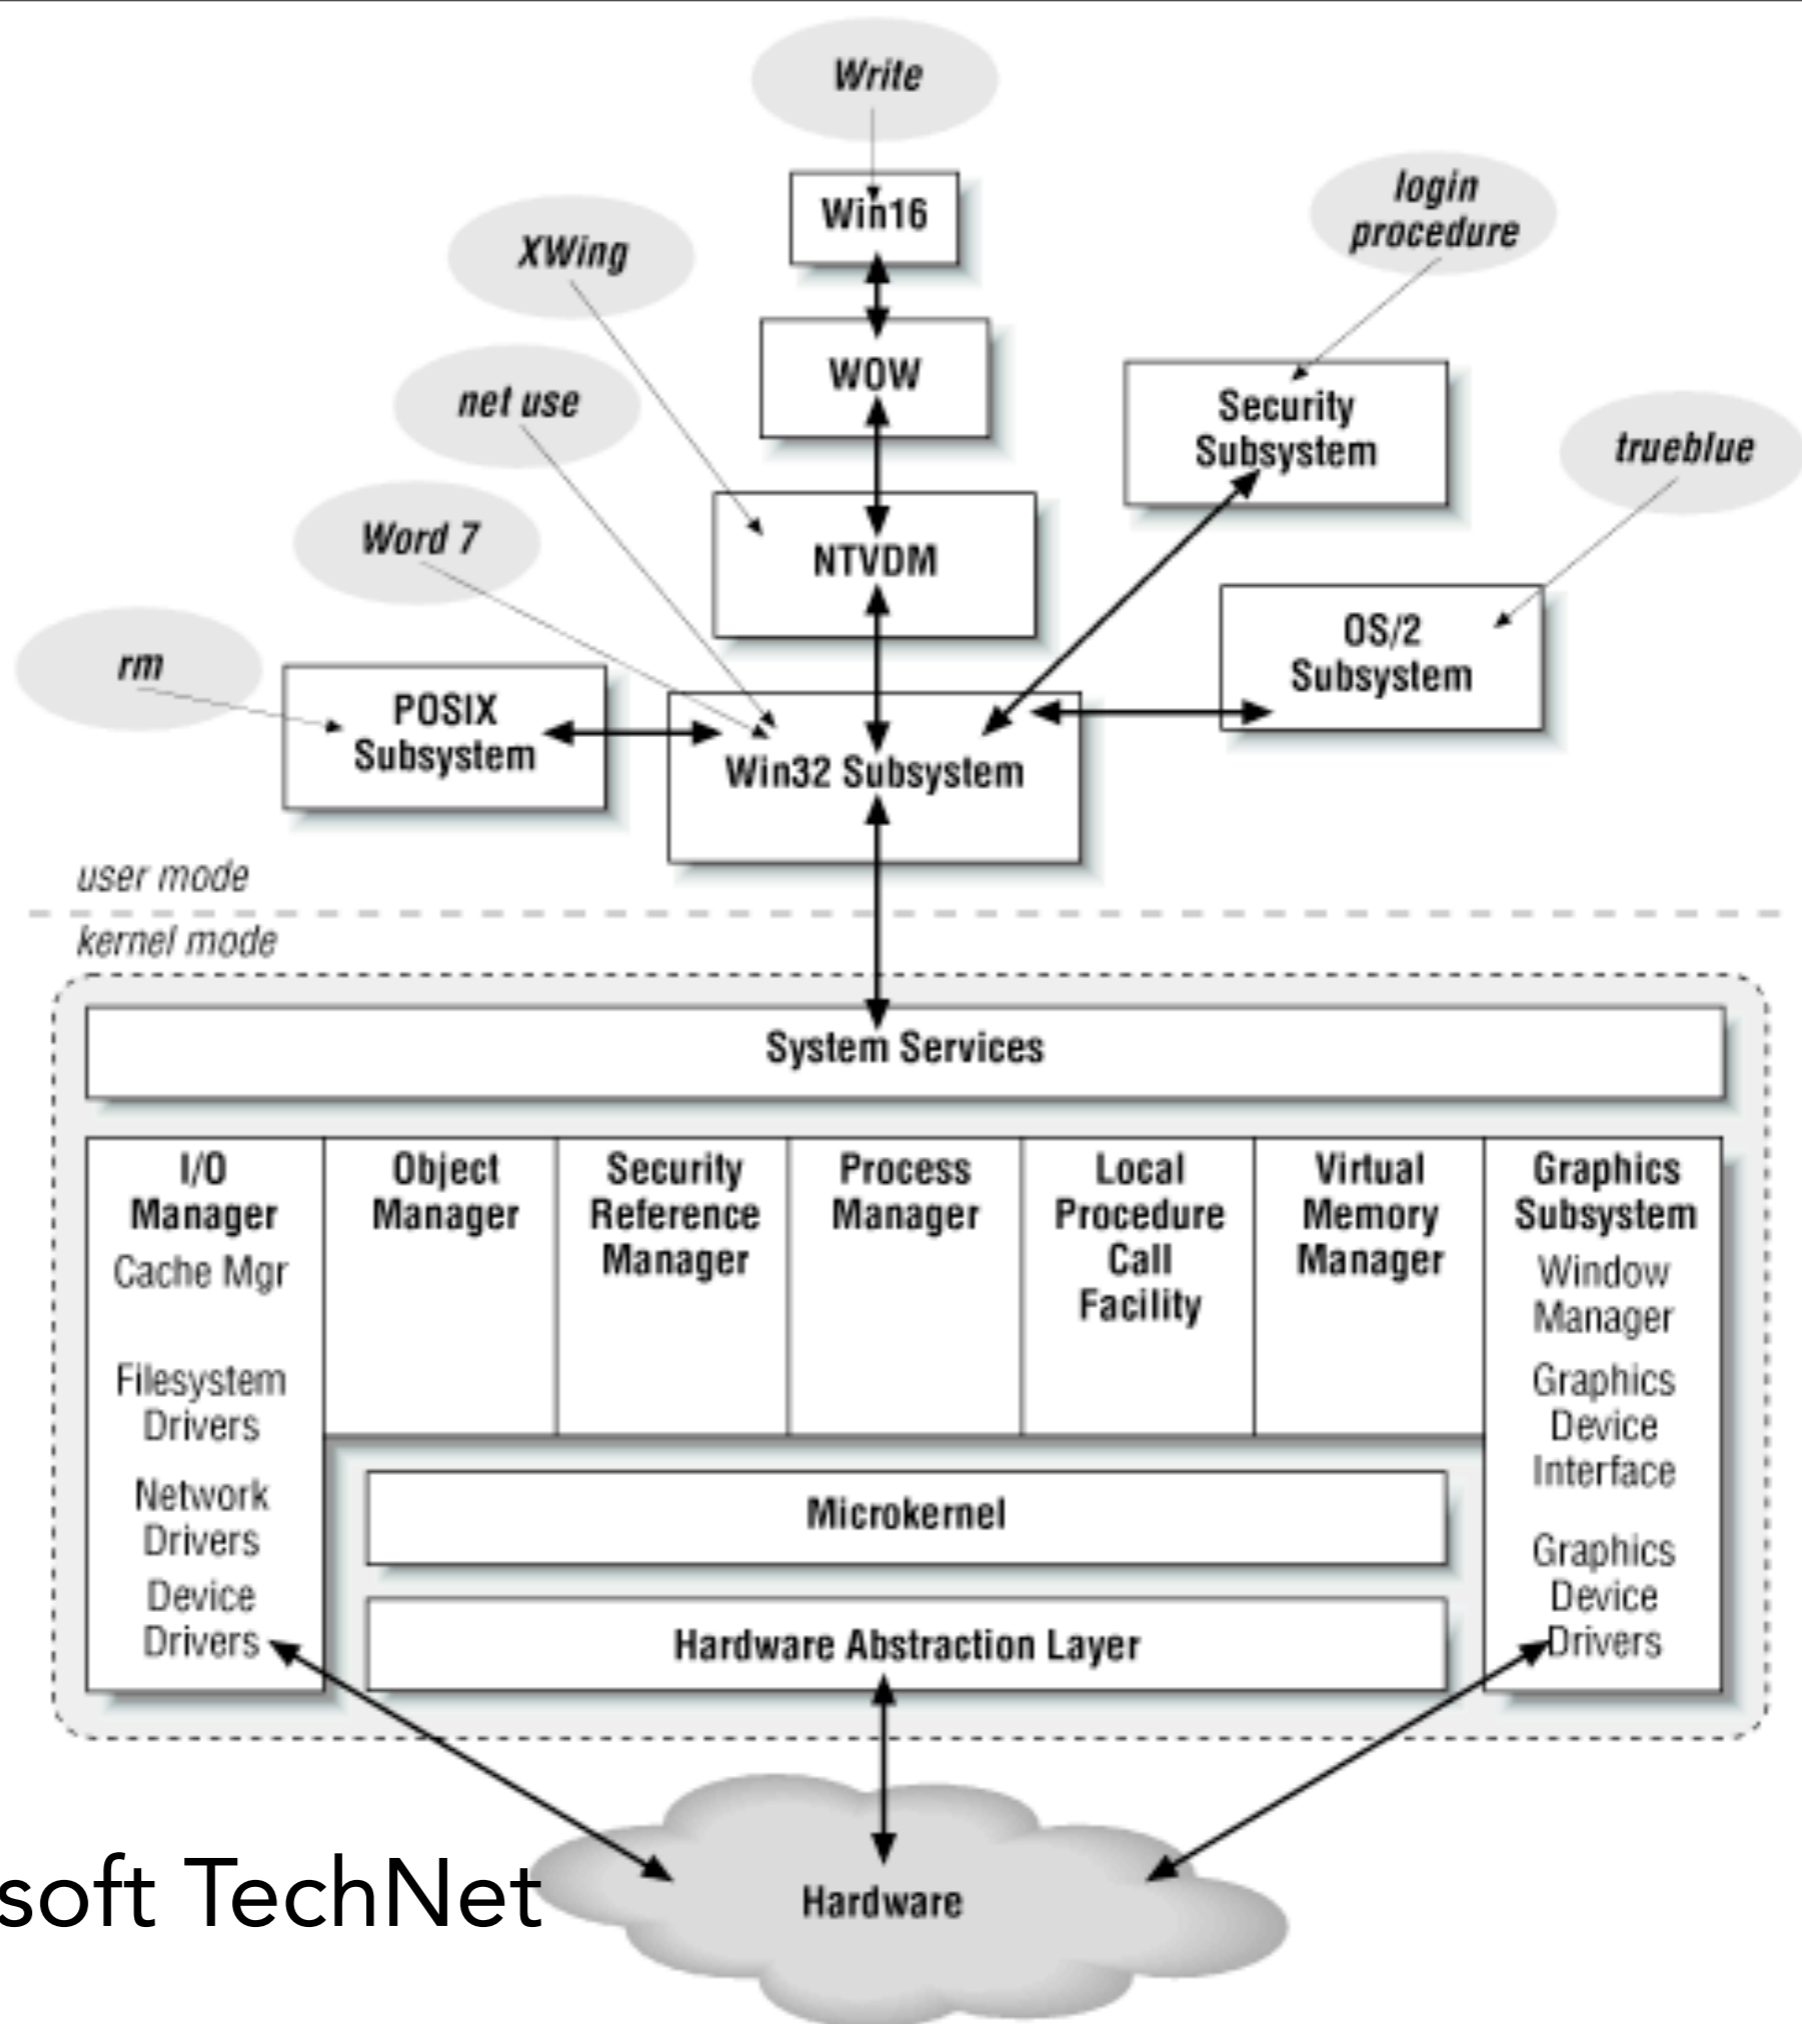 Write
Win16
login
procedure
XWing
WOW
net use
Security
Subsystem
trueblue
Word 7
NTVDM
OS/2
Subsystem
rm
POSIX
Subsystem
Win32 Subsystem
user mode
kernel mode
System Services
I/O
Manager
Cache Mgr
Filesystem
Drivers
Network
Drivers
Device
Drivers
Object
Manager
Security
Reference
Manager
Process
Manager
Local
Procedure
Call
Facility
Virtual
Memory
Manager
Graphics
Subsystem
Window
Manager
Graphics
Device
Interface
Graphics
Device
Drivers
Microkernel
Hardware Abstraction Layer
Hardware
soft TechNet